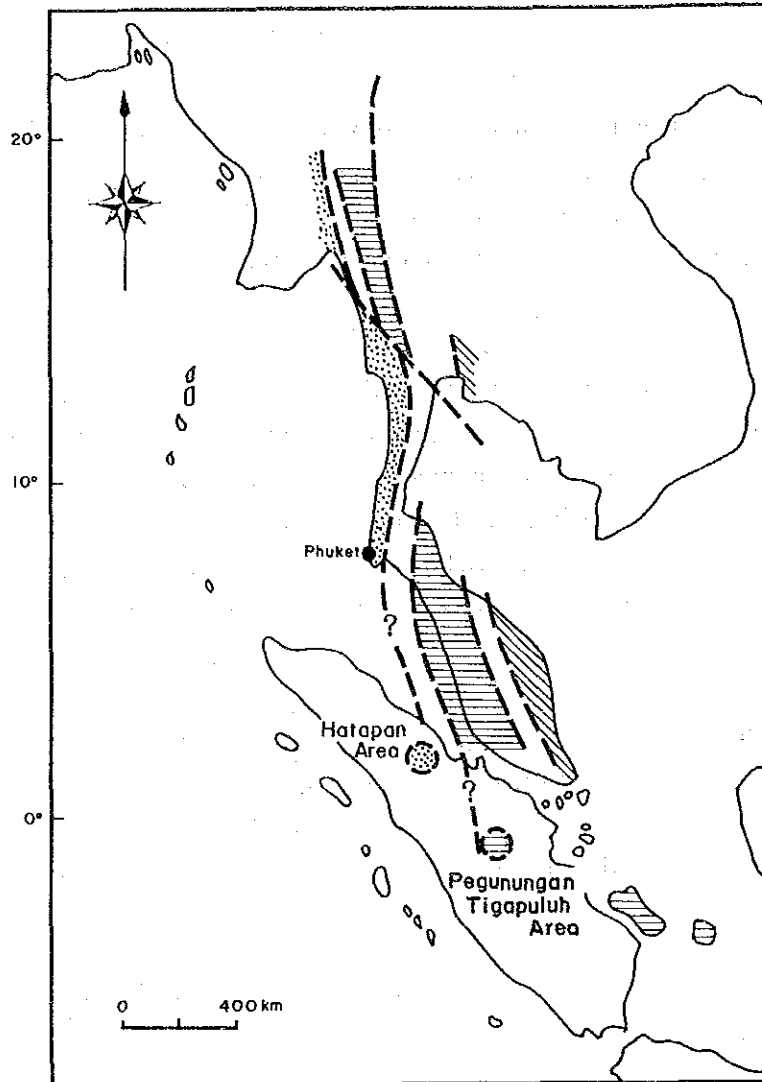 20°
10°
Phuket
?
Hatapan
Area
?
0°
Pegunungan
Tigapuluh
Area
0 400 km